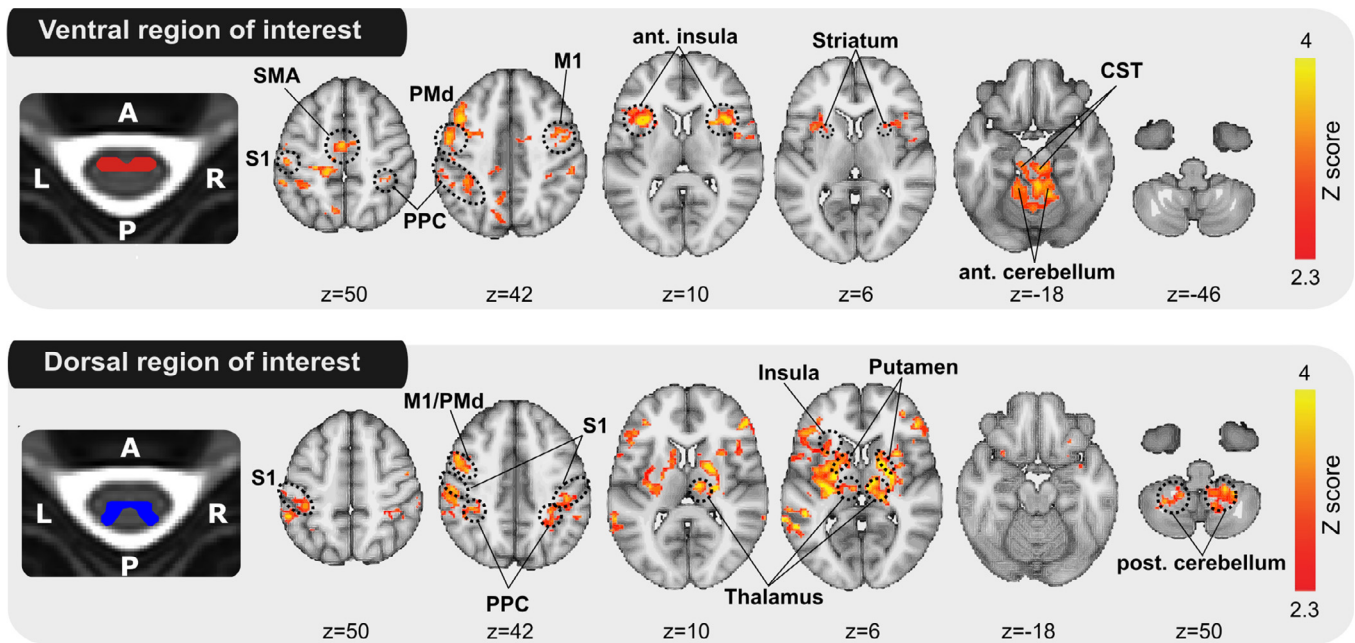 Ventral region of interest
SMA
PMd
ant. insula
M1
Striatum
CST
4
A
S1
L
R
Z score
P
PPC
ant. cerebellum
2.3
z=50
z=42
z=10
z=6
z=-18
z=-46
Dorsal region of interest
Insula
Putamen
4
M1/PMd
S1
A
S1
L
R
Z score
P
post. cerebellum
PPC
Thalamus
2.3
z=50
z=42
z=10
z=6
z=-18
z=50